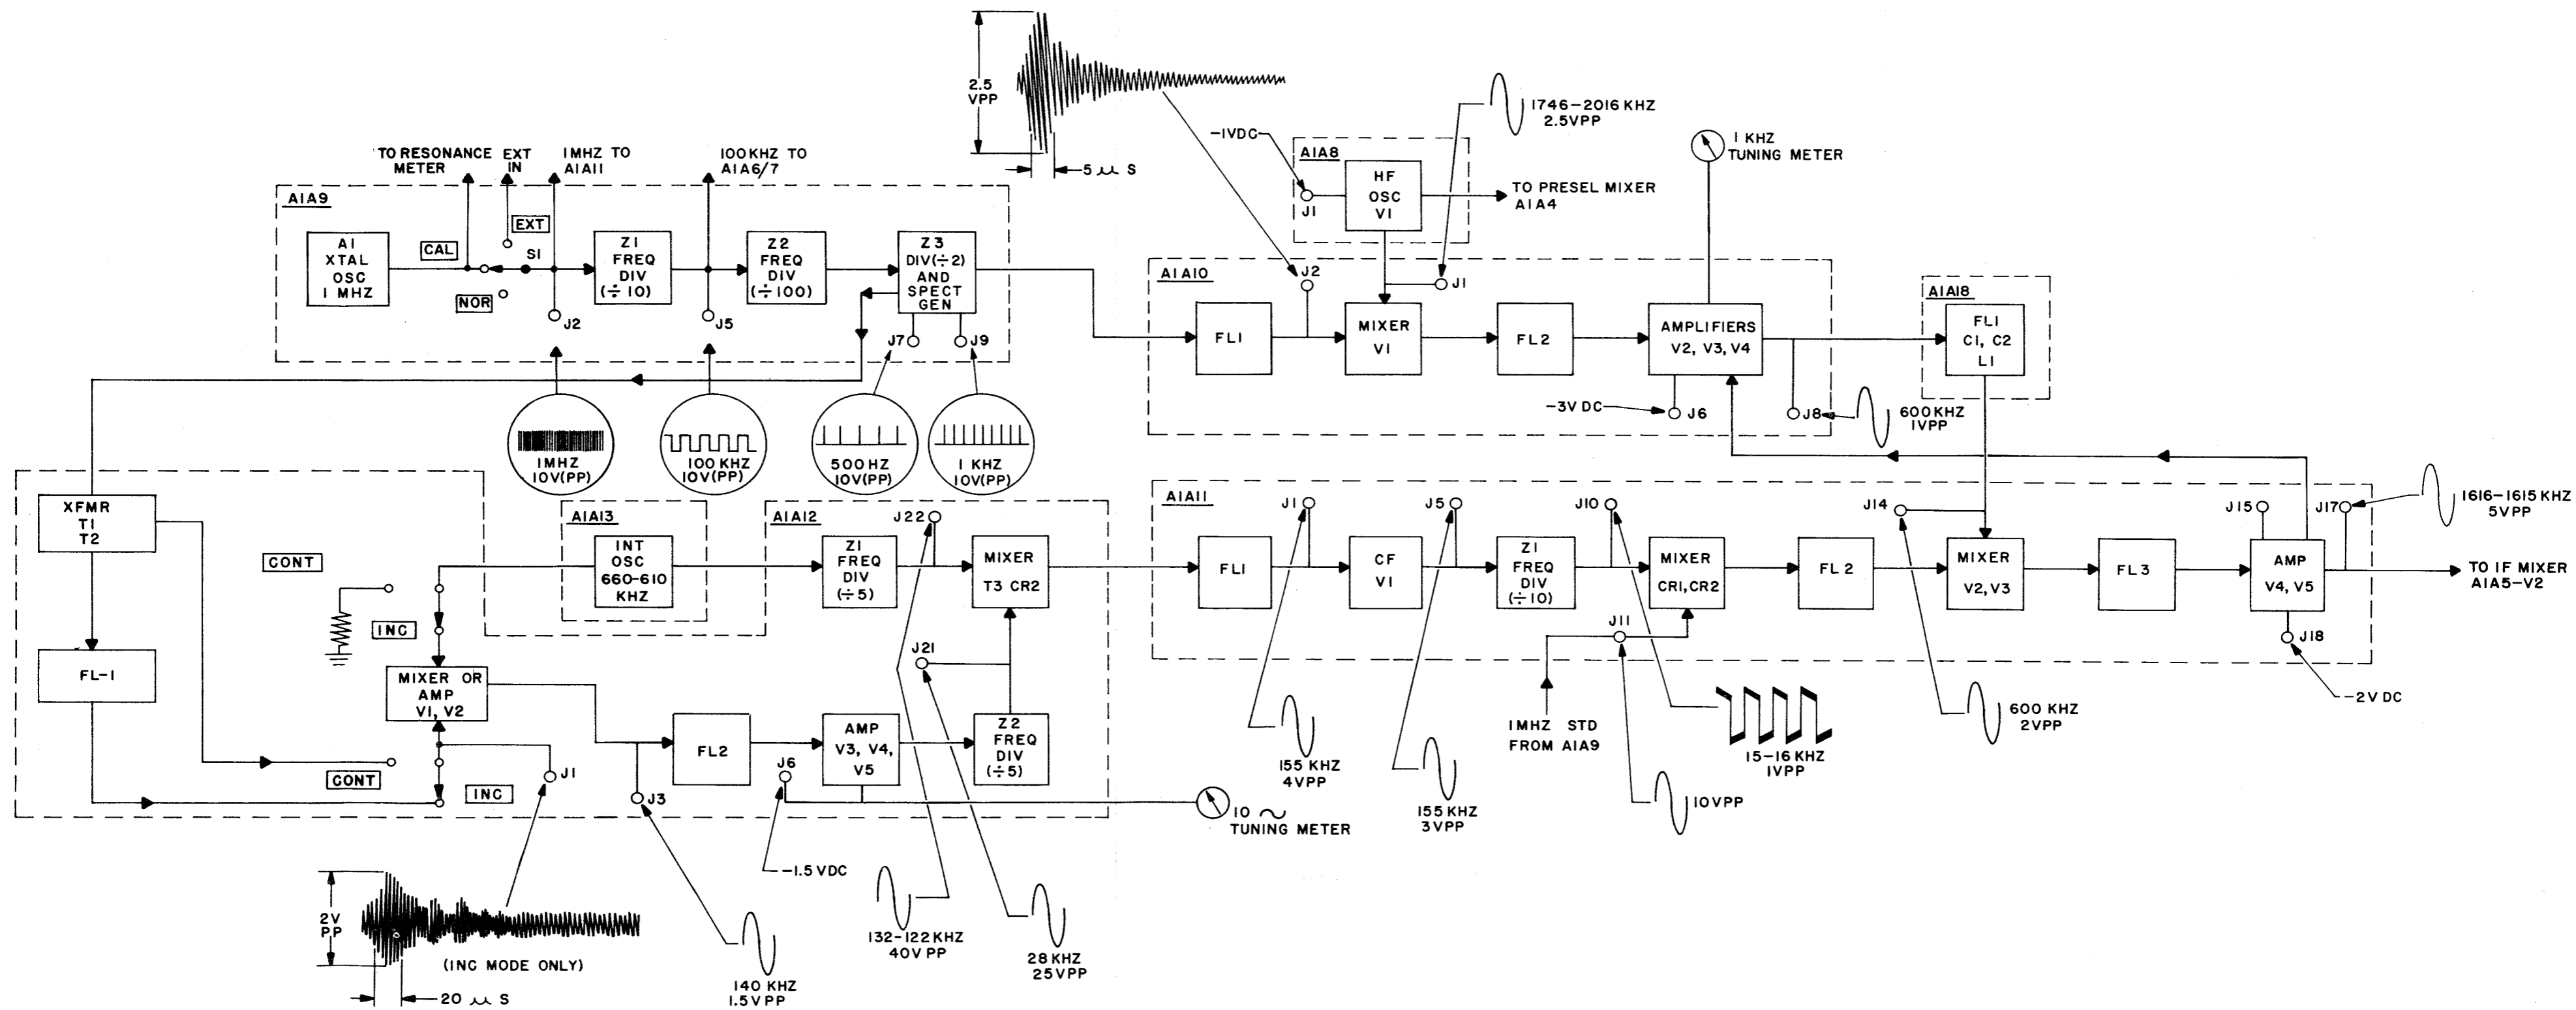 2.5
VPP
5 μ S
TO RESONANCE
METER
EXT
IN
1 MHZ TO
A1A11
100 KHZ TO
A1A6/7
A1A9
A1
XTAL
OSC
1 MHZ
CAL
EXT
S1
NOR
J2
Z1
FREQ
DIV
(÷10)
J5
Z2
FREQ
DIV
(÷100)
Z3
DIV(÷2)
AND
SPECT
GEN
J7
J9
1MHZ
10V(PP)
100 KHZ
10V(PP)
500 HZ
10V(PP)
1 KHZ
10V(PP)
-1VDC
A1A8
J1
HF
OSC
V1
1746-2016 KHZ
2.5VPP
TO PRESEL MIXER
A1A4
1 KHZ
TUNING METER
A1A10
FL1
J2
MIXER
V1
J1
FL2
AMPLIFIERS
V2, V3, V4
-3V DC
J6
J8
600 KHZ
1VPP
A1A18
FL1
C1, C2
L1
XFMR
T1
T2
FL-1
CONT
INC
MIXER OR
AMP
V1, V2
CONT
INC
J1
J3
A1A13
INT
OSC
660-610
KHZ
A1A12
J22
Z1
FREQ
DIV
(÷5)
MIXER
T3 CR2
J21
FL2
J6
AMP
V3, V4,
V5
Z2
FREQ
DIV
(÷5)
10 ~
TUNING METER
-1.5 VDC
2V
PP
(INC MODE ONLY)
20 μ S
140 KHZ
1.5VPP
132-122 KHZ
40V PP
28 KHZ
25VPP
A1A11
FL1
J1
CF
V1
J5
Z1
FREQ
DIV
(÷10)
J10
MIXER
CR1, CR2
J11
FL2
J14
MIXER
V2, V3
FL3
J15
J17
AMP
V4, V5
J18
1616-1615 KHZ
5VPP
TO IF MIXER
A1A5-V2
-2V DC
155 KHZ
4VPP
155 KHZ
3VPP
1MHZ STD
FROM A1A9
10VPP
15-16 KHZ
1VPP
600 KHZ
2VPP